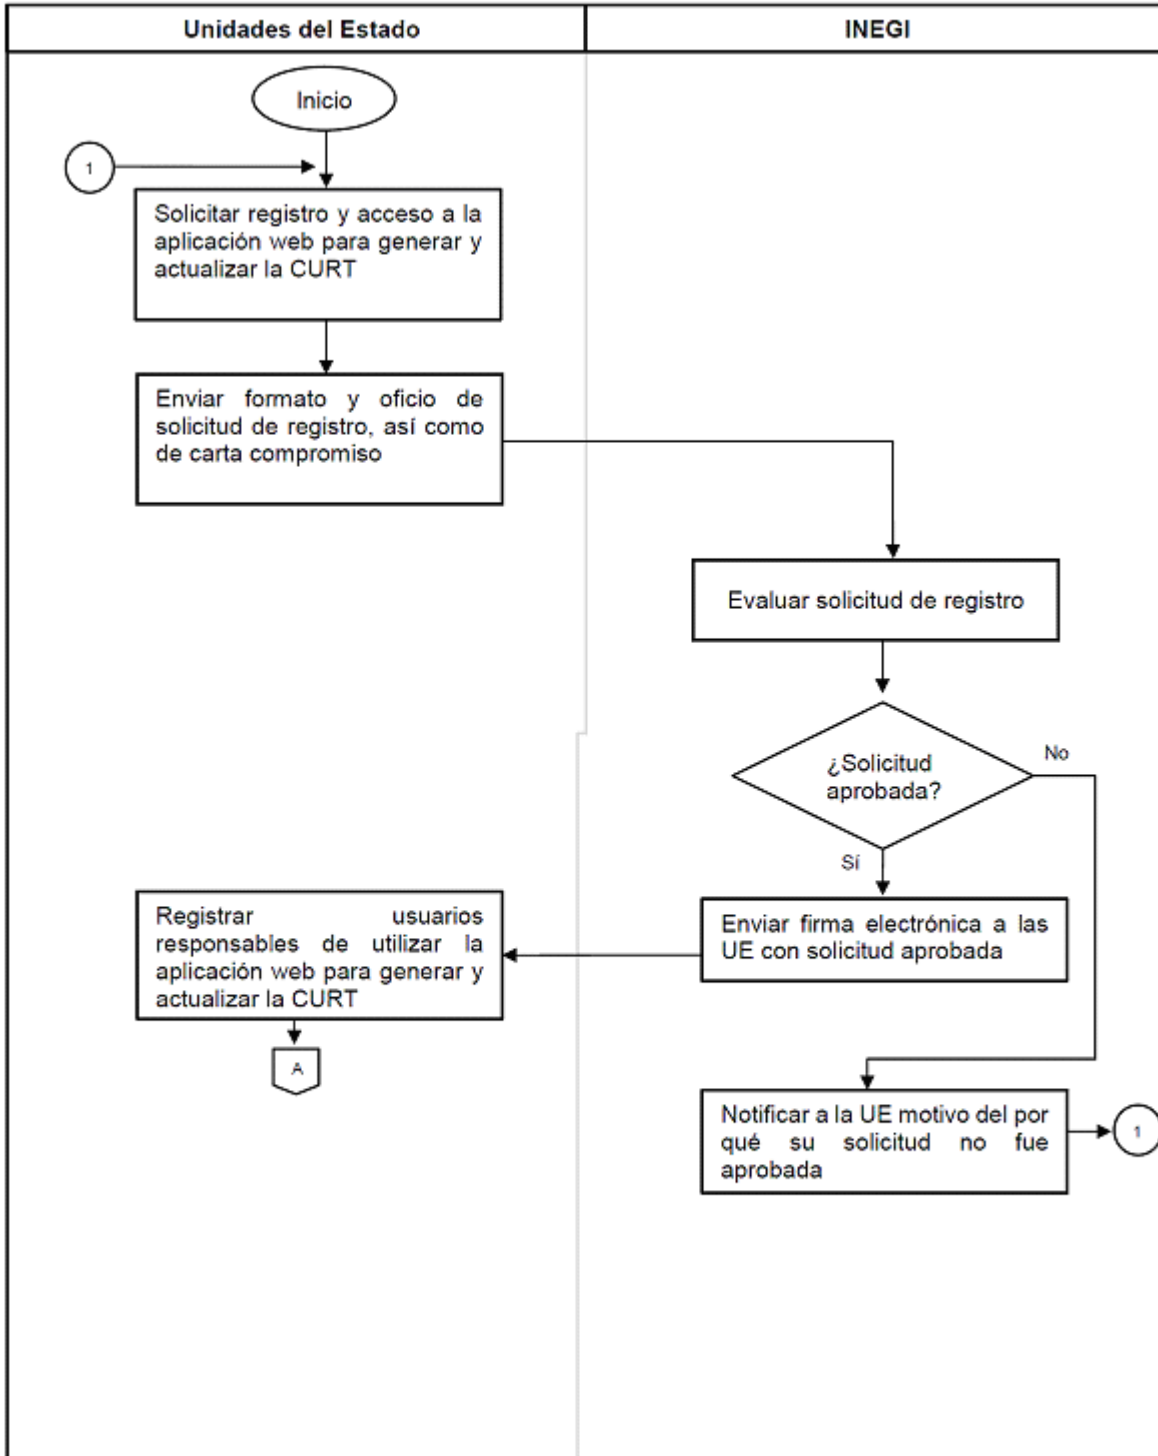 Unidades del Estado
INEGI
Inicio
1
Solicitar registro y acceso a la
aplicación web para generar y
actualizar la CURT
Enviar formato y oficio de
solicitud de registro, así como
de carta compromiso
Evaluar solicitud de registro
¿Solicitud
aprobada?
No
Sí
Enviar firma electrónica a las
UE con solicitud aprobada
Registrar usuarios
responsables de utilizar la
aplicación web para generar y
actualizar la CURT
A
Notificar a la UE motivo del por
qué su solicitud no fue
aprobada
1